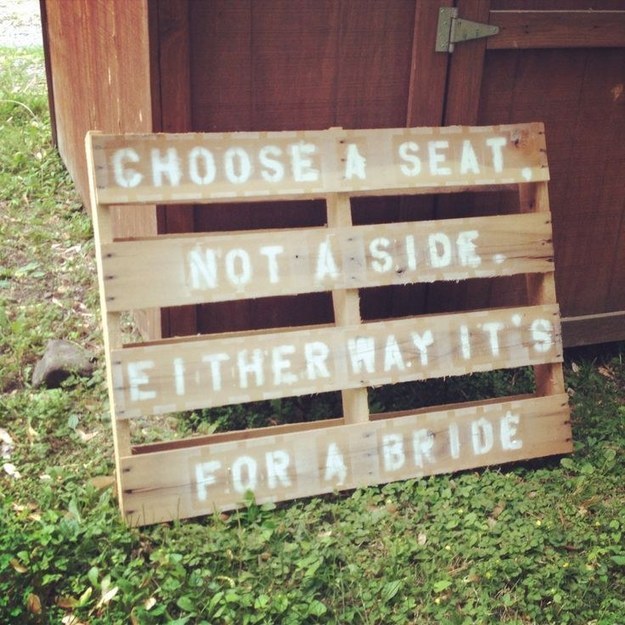 CHOOSE A SEAT,
NOT A SIDE.
EITHER WAY IT'S
FOR A BRIDE